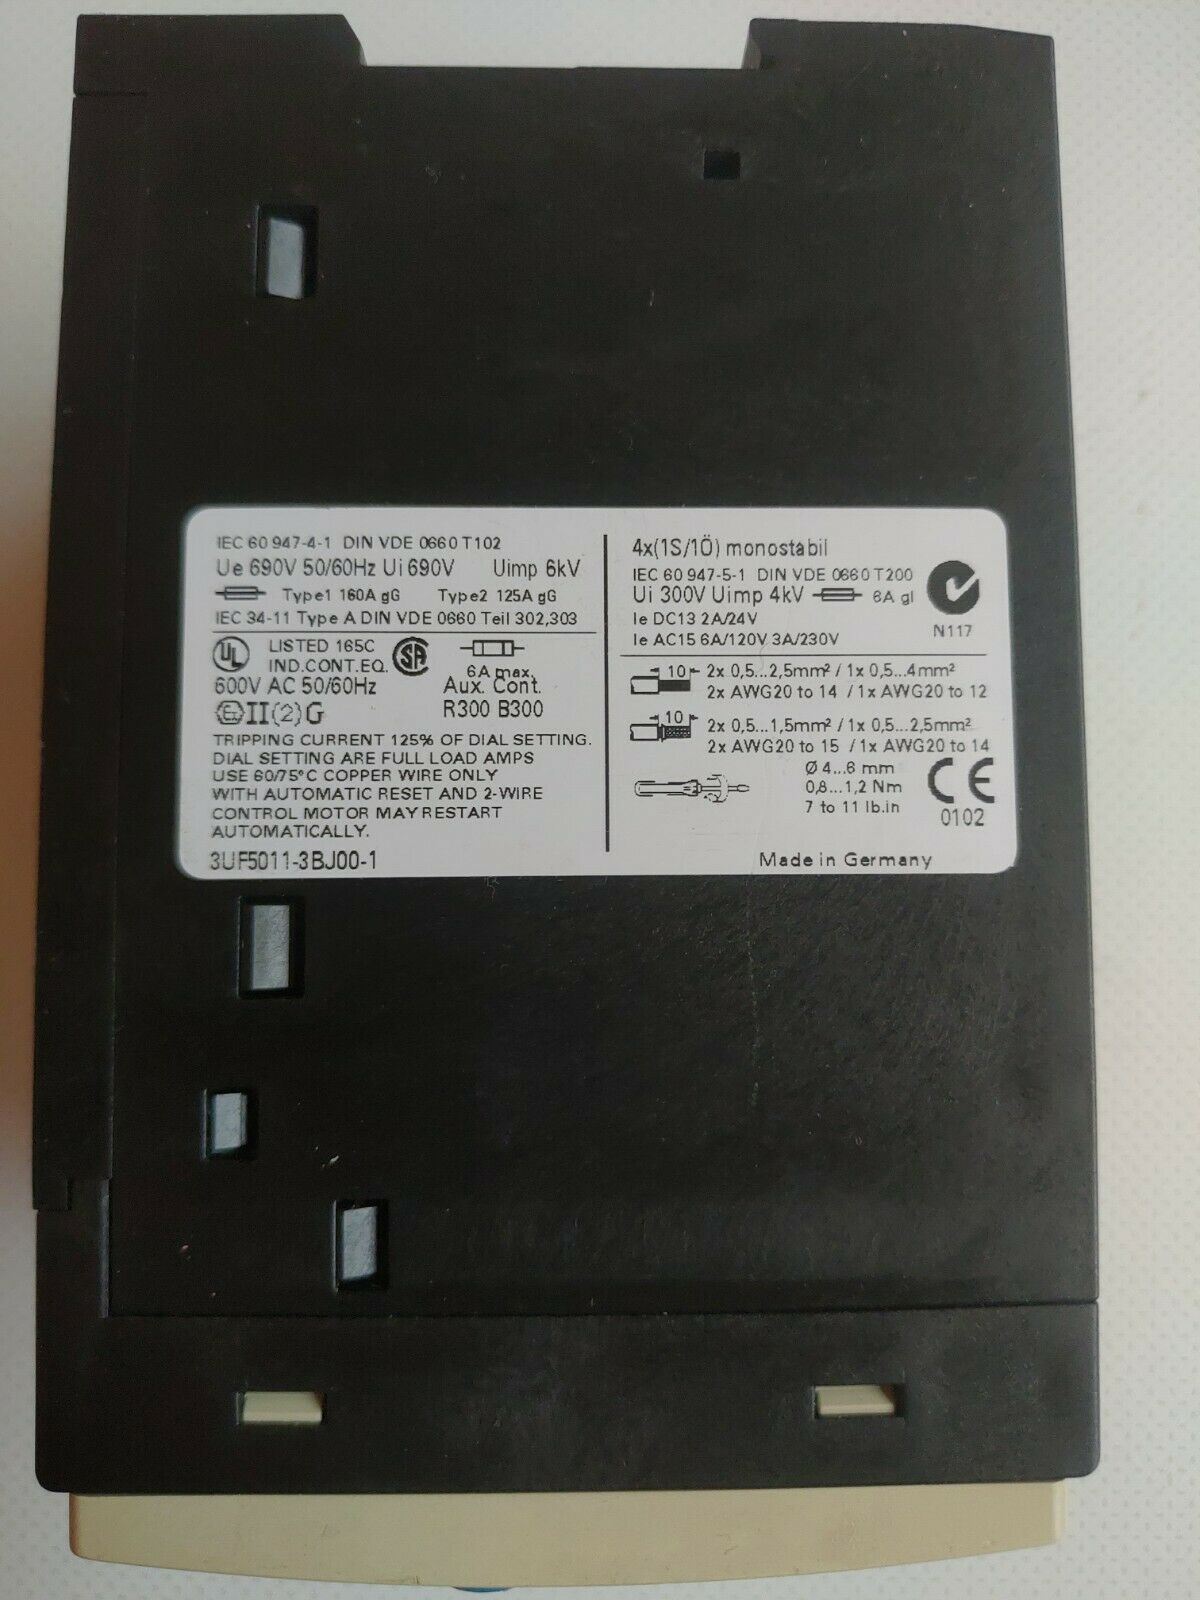 IEC 60 947-4-1 DIN VDE 0660 T102
Ue 690V 50/60Hz Ui 690V Uimp 6kV
Type1 160A gG Type2 125A gG
IEC 34-11 Type A DIN VDE 0660 Teil 302,303
UL LISTED 165C
IND.CONT.EQ.
600V AC 50/60Hz
SA
6A max.
Aux. Cont.
R300 B300
Ex II(2)G
TRIPPING CURRENT 125% OF DIAL SETTING.
DIAL SETTING ARE FULL LOAD AMPS
USE 60/75°C COPPER WIRE ONLY
WITH AUTOMATIC RESET AND 2-WIRE
CONTROL MOTOR MAY RESTART
AUTOMATICALLY.
3UF5011-3BJ00-1
4x(1S/1Ö) monostabil
IEC 60 947-5-1 DIN VDE 0660 T200
Ui 300V Uimp 4kV 6A gl
Ie DC13 2A/24V
Ie AC15 6A/120V 3A/230V
N117
10 2x 0,5...2,5mm² / 1x 0,5...4mm²
2x AWG20 to 14 / 1x AWG20 to 12
10 2x 0,5...1,5mm² / 1x 0,5...2,5mm²
2x AWG20 to 15 / 1x AWG20 to 14
Ø 4...6 mm
0,8...1,2 Nm
7 to 11 lb.in
CE
0102
Made in Germany